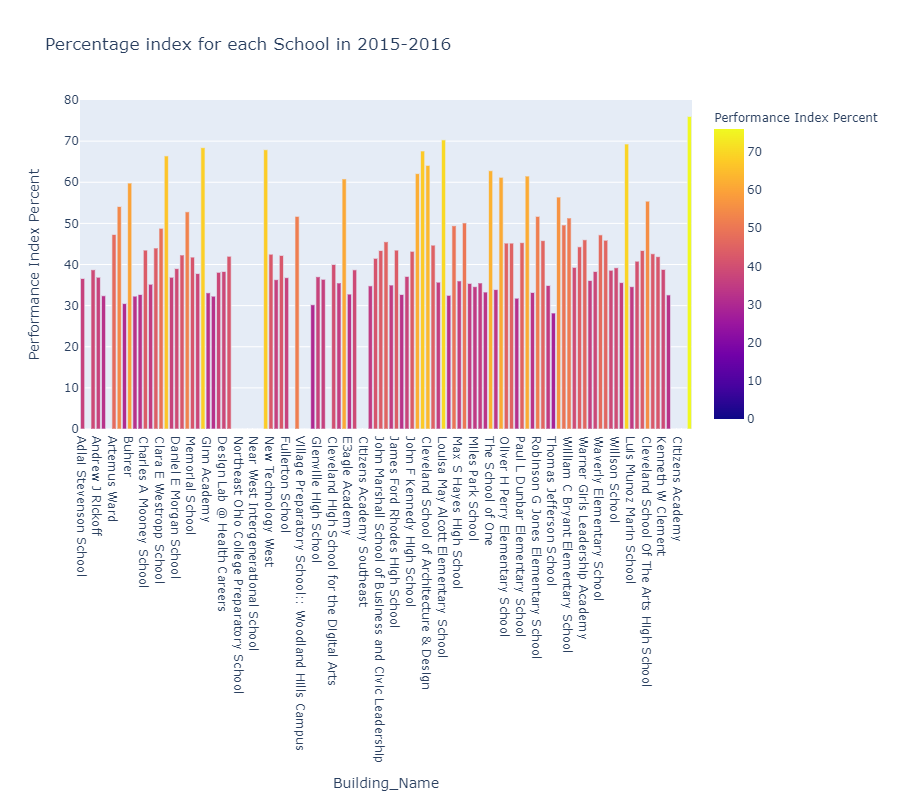 Percentage index for each School in 2015-2016
Performance Index Percent
80
70
60
50
40
30
20
10
0
Adlai Stevenson School
Andrew J Rickoff
Artemus Ward
Buhrer
Charles A Mooney School
Clara E Westropp School
Daniel E Morgan School
Memorial School
Ginn Academy
Design Lab @ Health Careers
Northeast Ohio College Preparatory School
Near West Intergenerational School
New Technology West
Fullerton School
Village Preparatory School:: Woodland Hills Campus
Glenville High School
Cleveland High School for the Digital Arts
E3agle Academy
Citizens Academy Southeast
John Marshall School of Business and Civic Leadership
James Ford Rhodes High School
John F Kennedy High School
Cleveland School of Architecture & Design
Louisa May Alcott Elementary School
Max S Hayes High School
Miles Park School
The School of One
Oliver H Perry Elementary School
Paul L Dunbar Elementary School
Robinson G Jones Elementary School
Thomas Jefferson School
William C Bryant Elementary School
Warner Girls Leadership Academy
Waverly Elementary School
Willson School
Luis Munoz Marin School
Cleveland School Of The Arts High School
Kenneth W Clement
Citizens Academy
Building_Name
Performance Index Percent
70
60
50
40
30
20
10
0